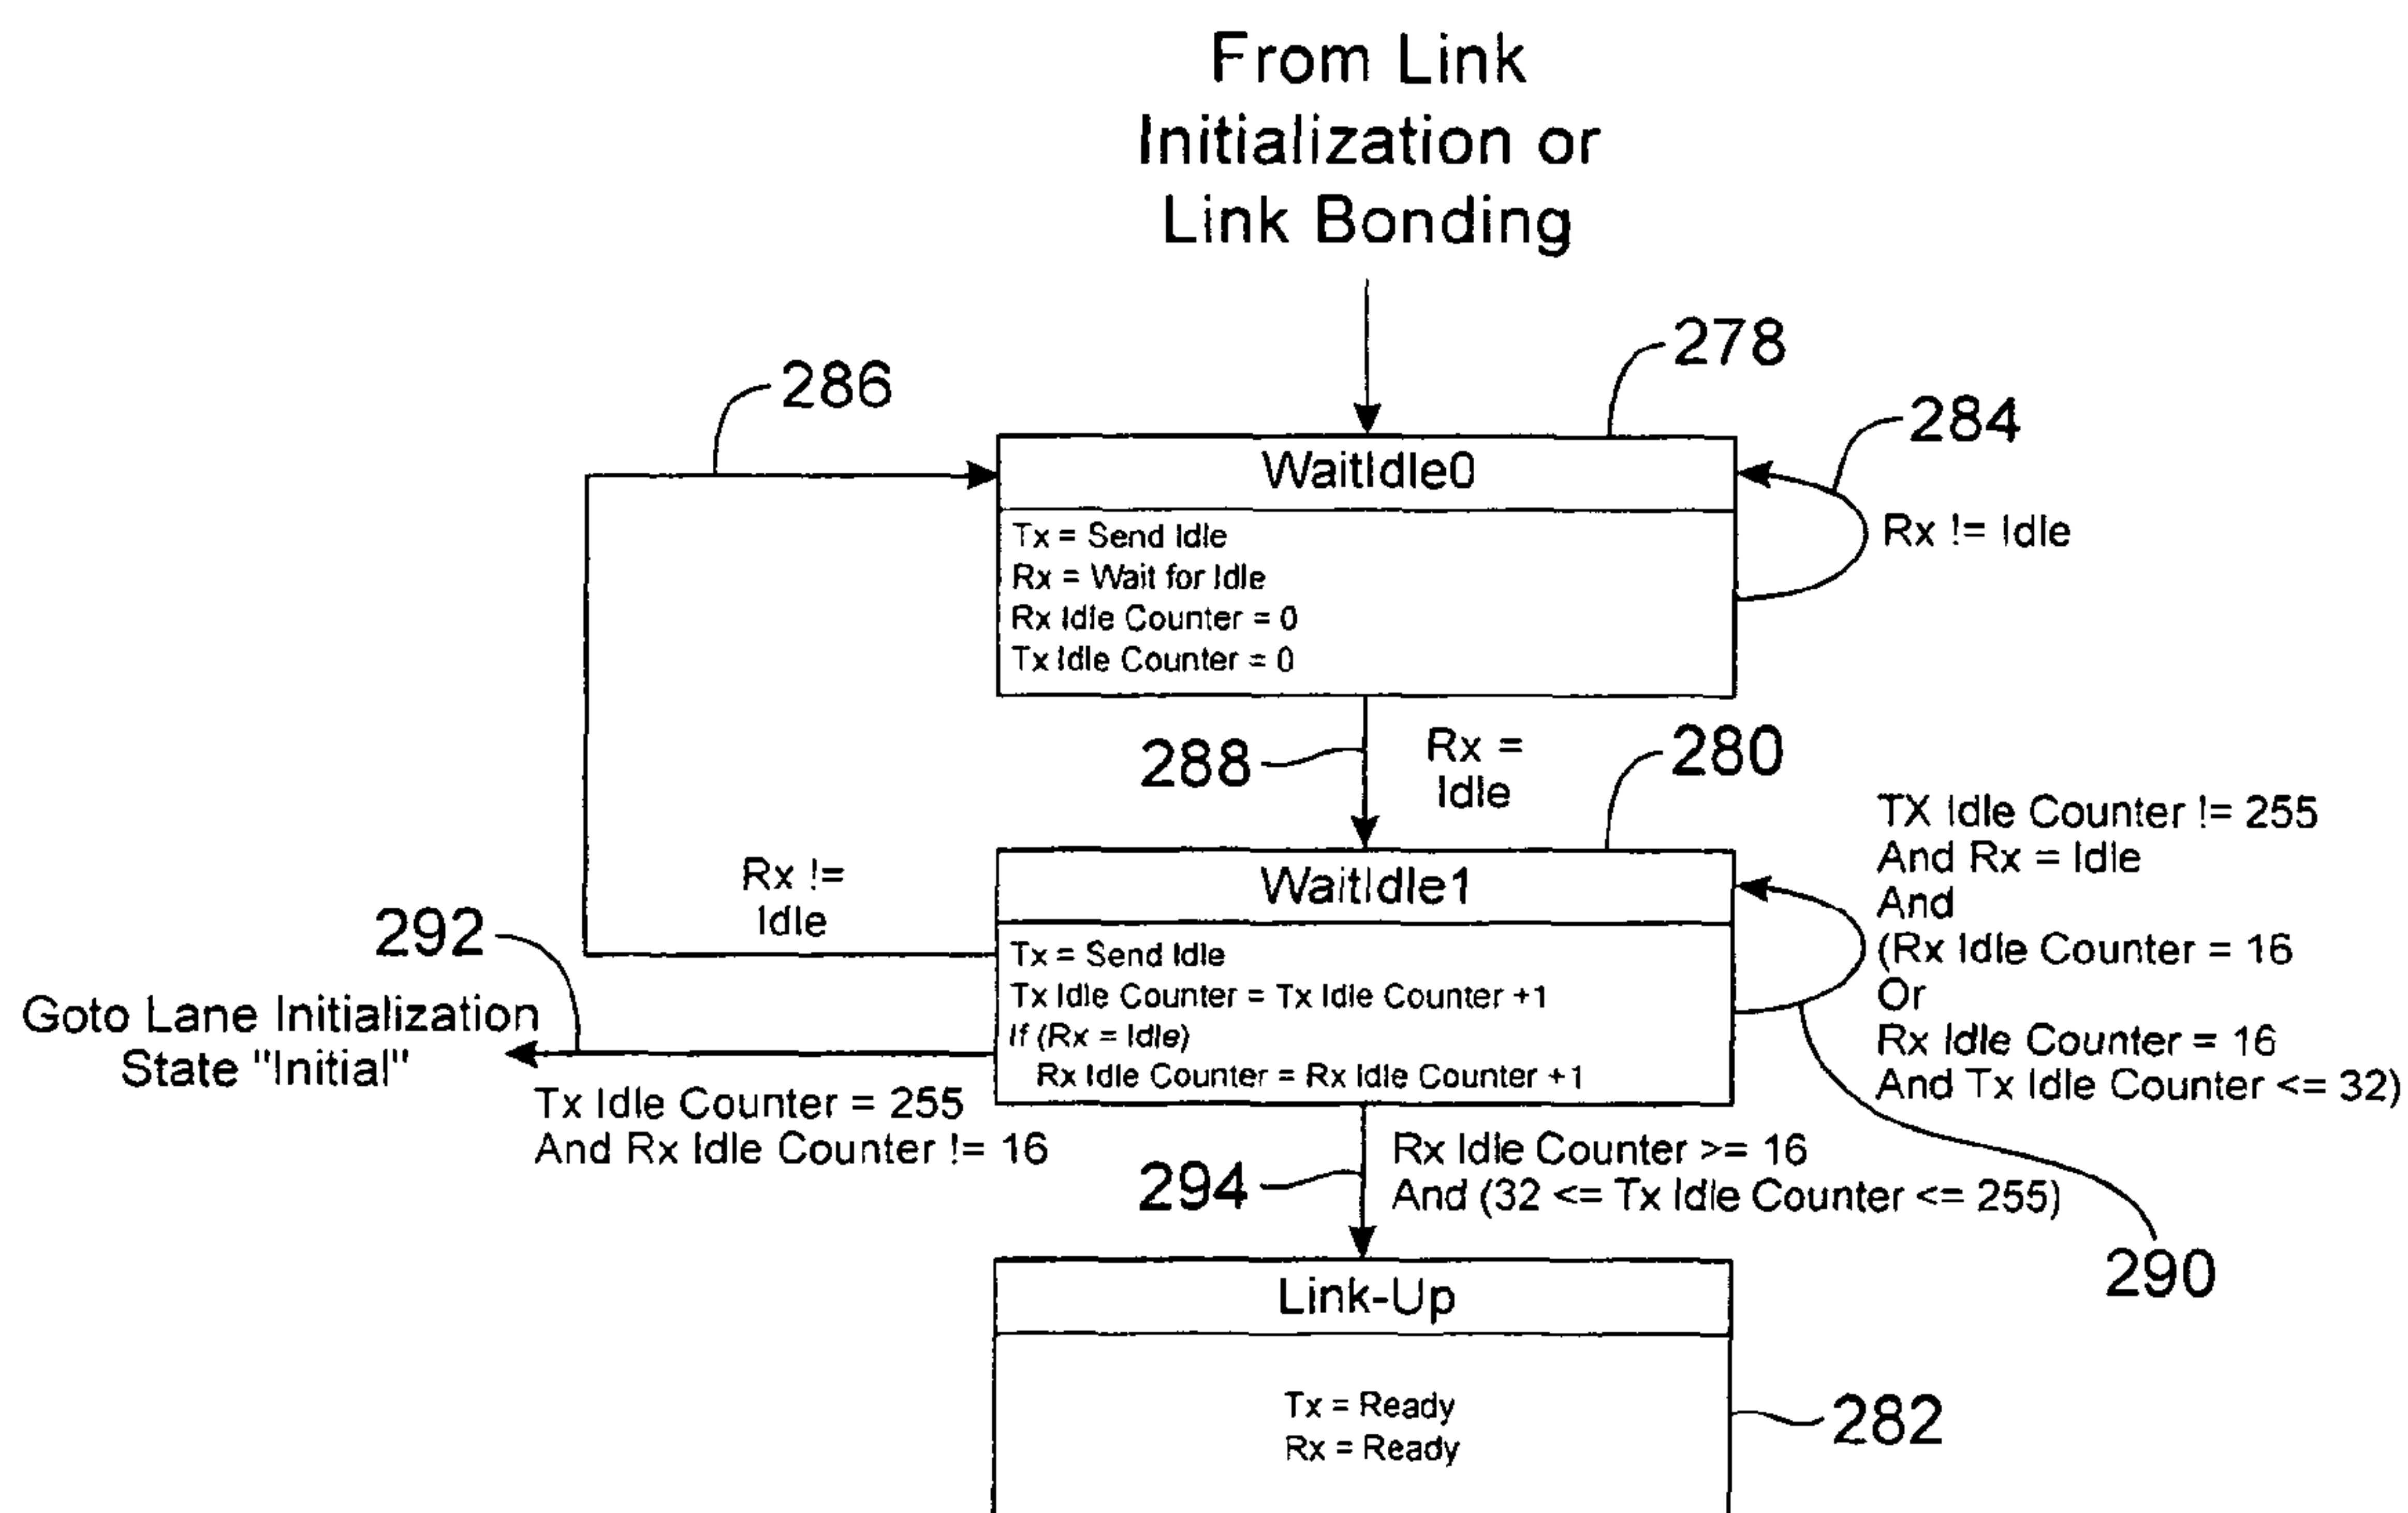 From Link
Initialization or
Link Bonding
278
286
284
WaitIdle0
Tx = Send Idle
Rx = Wait for Idle
Rx Idle Counter = 0
Tx Idle Counter = 0
Rx != Idle
288
Rx =
Idle
280
WaitIdle1
Tx = Send Idle
Tx Idle Counter = Tx Idle Counter +1
If (Rx = Idle)
Rx Idle Counter = Rx Idle Counter +1
Rx !=
Idle
292
Goto Lane Initialization
State "Initial"
Tx Idle Counter = 255
And Rx Idle Counter != 16
TX Idle Counter != 255
And Rx = Idle
And
(Rx Idle Counter = 16
Or
Rx Idle Counter = 16
And Tx Idle Counter <= 32)
290
294
Rx Idle Counter >= 16
And (32 <= Tx Idle Counter <= 255)
Link-Up
Tx = Ready
Rx = Ready
282